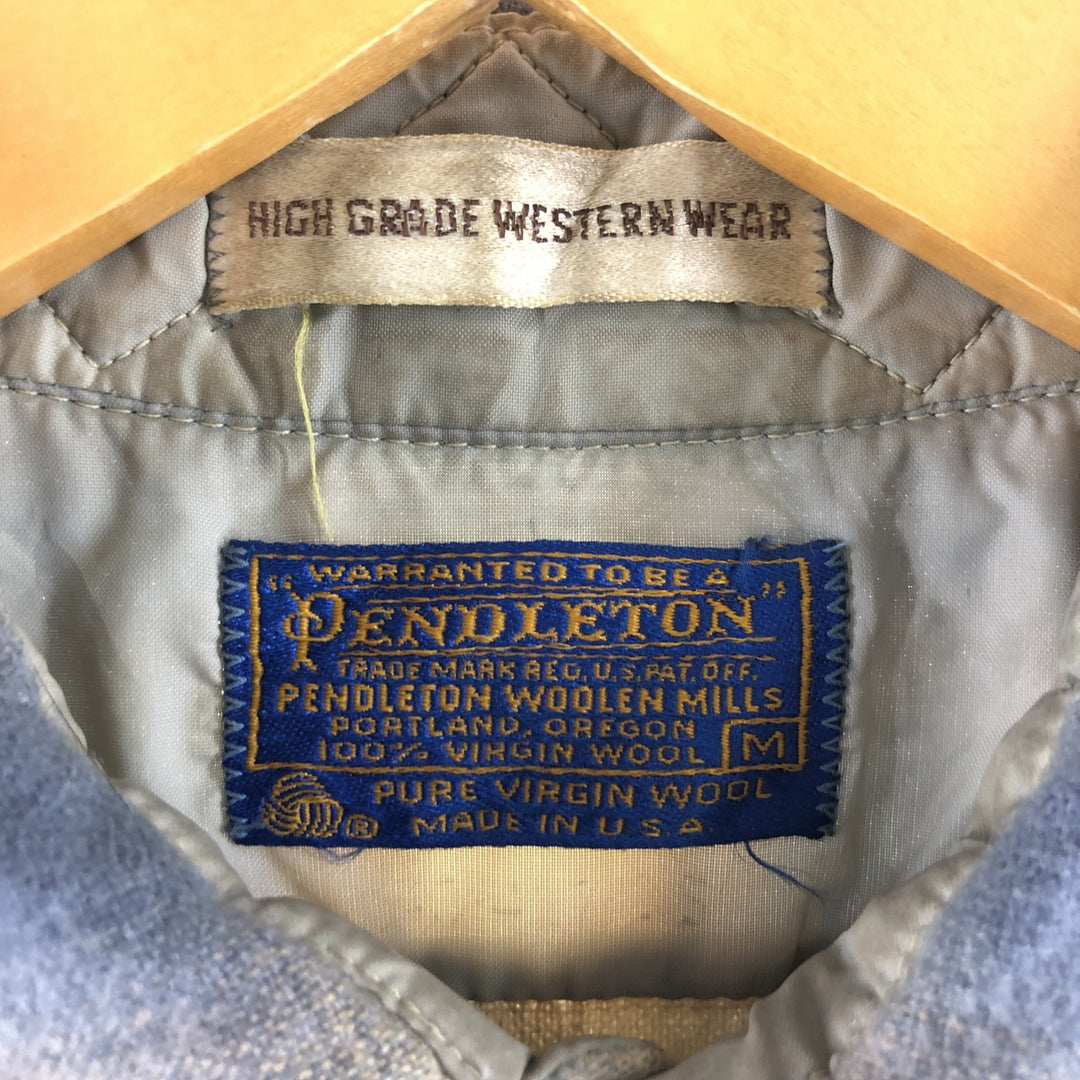 HIGH GRADE WESTERN WEAR
WARRANTED TO BE A
"PENDLETON"
TRADE MARK REG. U.S. PAT. OFF.
PENDLETON WOOLEN MILLS
PORTLAND, OREGON
100% VIRGIN WOOL M
PURE VIRGIN WOOL
® MADE IN U.S.A.